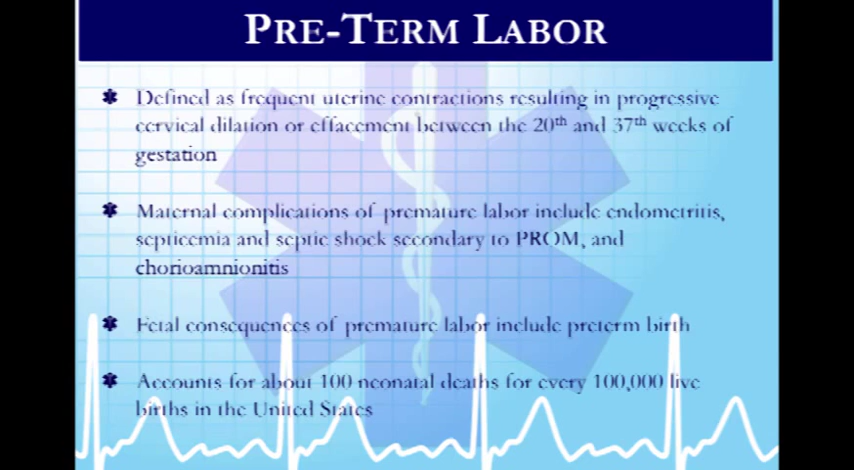 PRE-TERM LABOR
Defined as frequent uterine contractions resulting in progressive
cervical dilation or effacement between the 20th and 37th weeks of
gestation
Maternal complications of premature labor include endometritis,
septicemia and septic shock secondary to PROM, and
chorioamnionitis
Fetal consequences of premature labor include preterm birth
Accounts for about 100 neonatal deaths for every 100,000 live
births in the United States